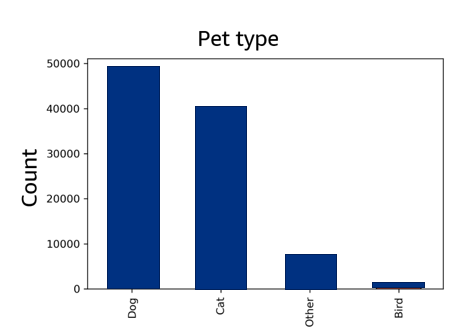 Pet type
Count
50000
40000
30000
20000
10000
0
Dog
Cat
Other
Bird